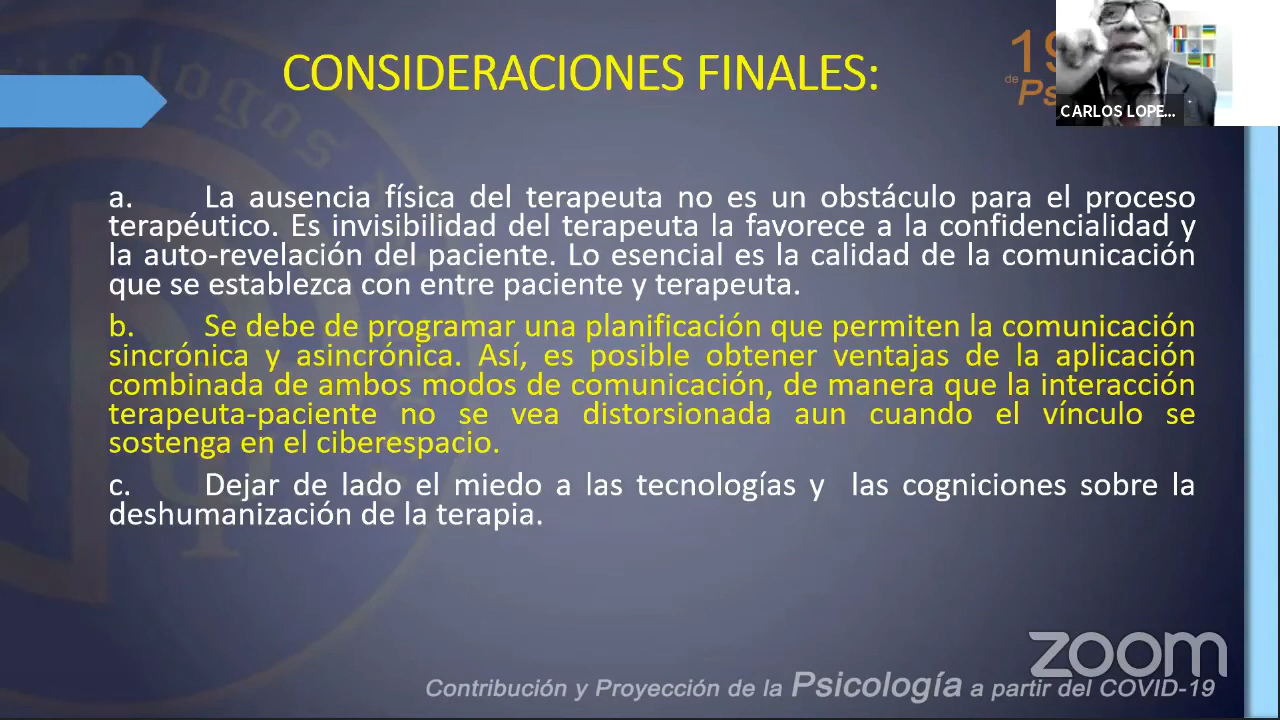 CONSIDERACIONES FINALES:
19
de
Ps
CARLOS LOPE...
sicologos
a. La ausencia física del terapeuta no es un obstáculo para el proceso
terapéutico. Es invisibilidad del terapeuta la favorece a la confidencialidad y
la auto-revelación del paciente. Lo esencial es la calidad de la comunicación
que se establezca con entre paciente y terapeuta.
b. Se debe de programar una planificación que permiten la comunicación
sincrónica y asincrónica. Así, es posible obtener ventajas de la aplicación
combinada de ambos modos de comunicación, de manera que la interacción
terapeuta-paciente no se vea distorsionada aun cuando el vínculo se
sostenga en el ciberespacio.
c. Dejar de lado el miedo a las tecnologías y las cogniciones sobre la
deshumanización de la terapia.
zoom
Contribución y Proyección de la Psicología a partir del COVID-19